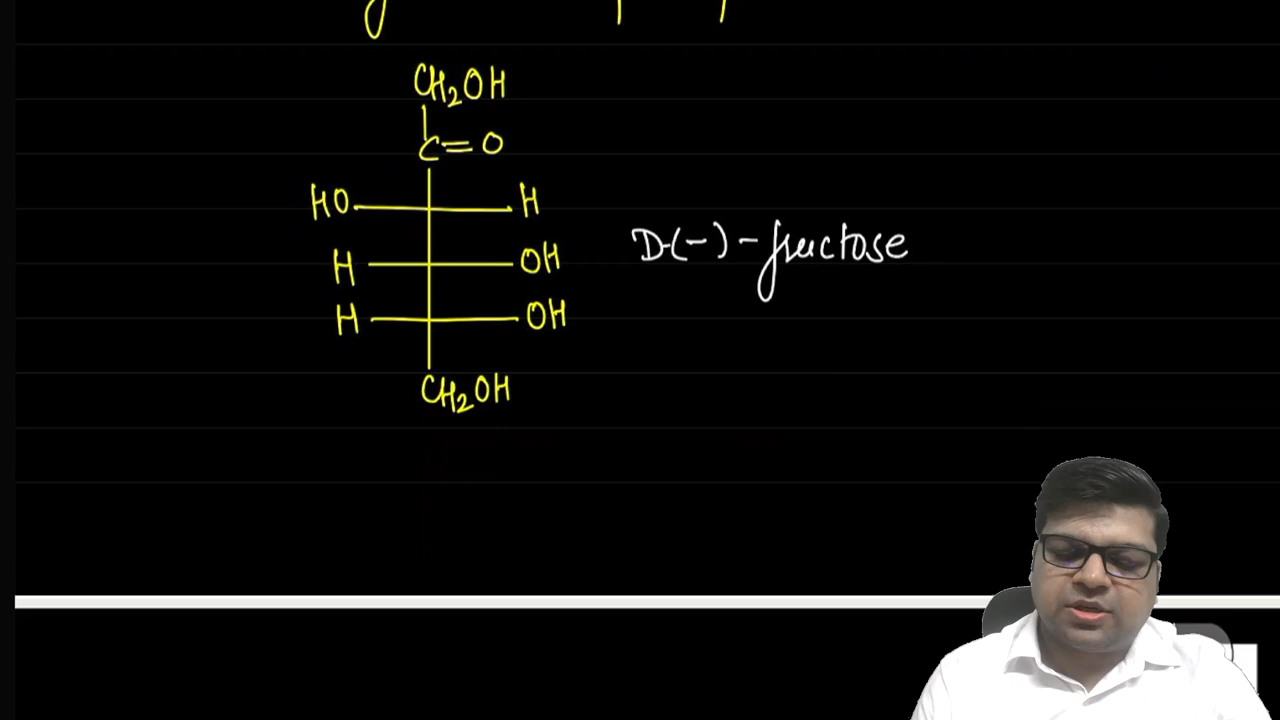 CH₂OH
C=O
HO H
H OH D(-)-fructose
H OH
CH₂OH